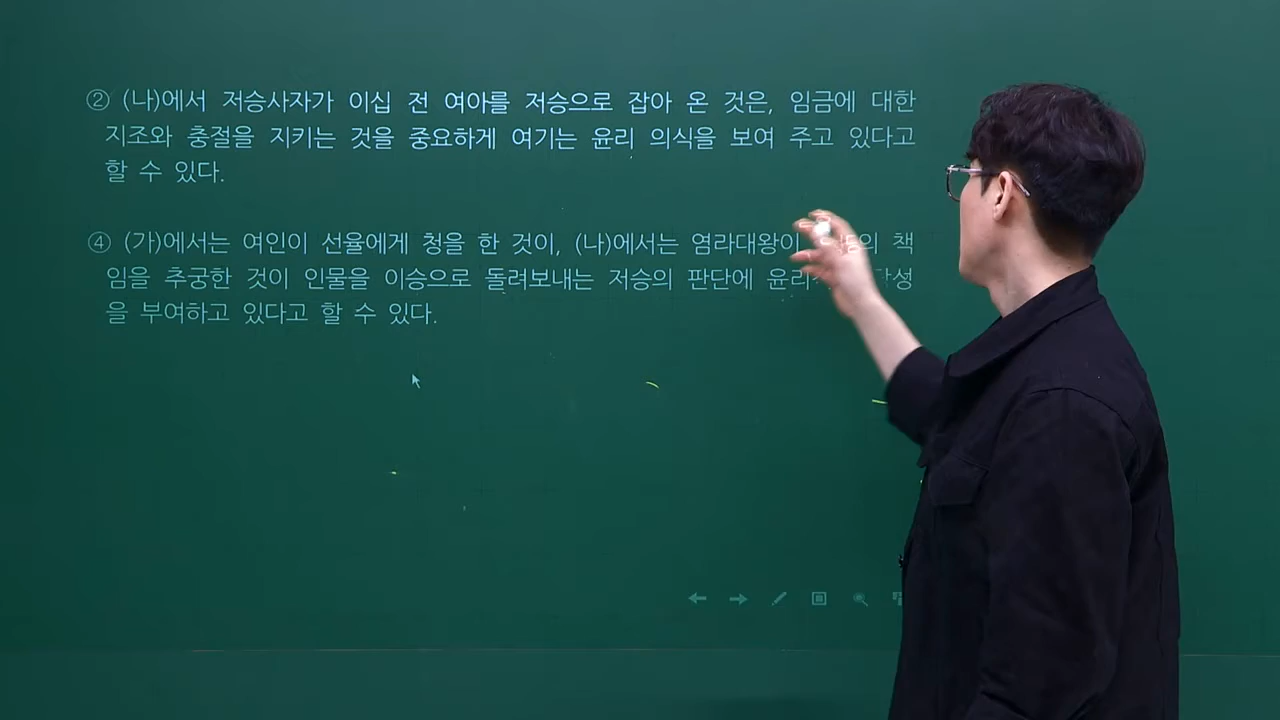 ② (나)에서 저승사자가 이십 전 여아를 저승으로 잡아 온 것은, 임금에 대한
지조와 충절을 지키는 것을 중요하게 여기는 윤리 의식을 보여 주고 있다고
할 수 있다.
④ (가)에서는 여인이 선율에게 청을 한 것이, (나)에서는 염라대왕이 책
임을 추궁한 것이 인물을 이승으로 돌려보내는 저승의 판단에
을 부여하고 있다고 할 수 있다.